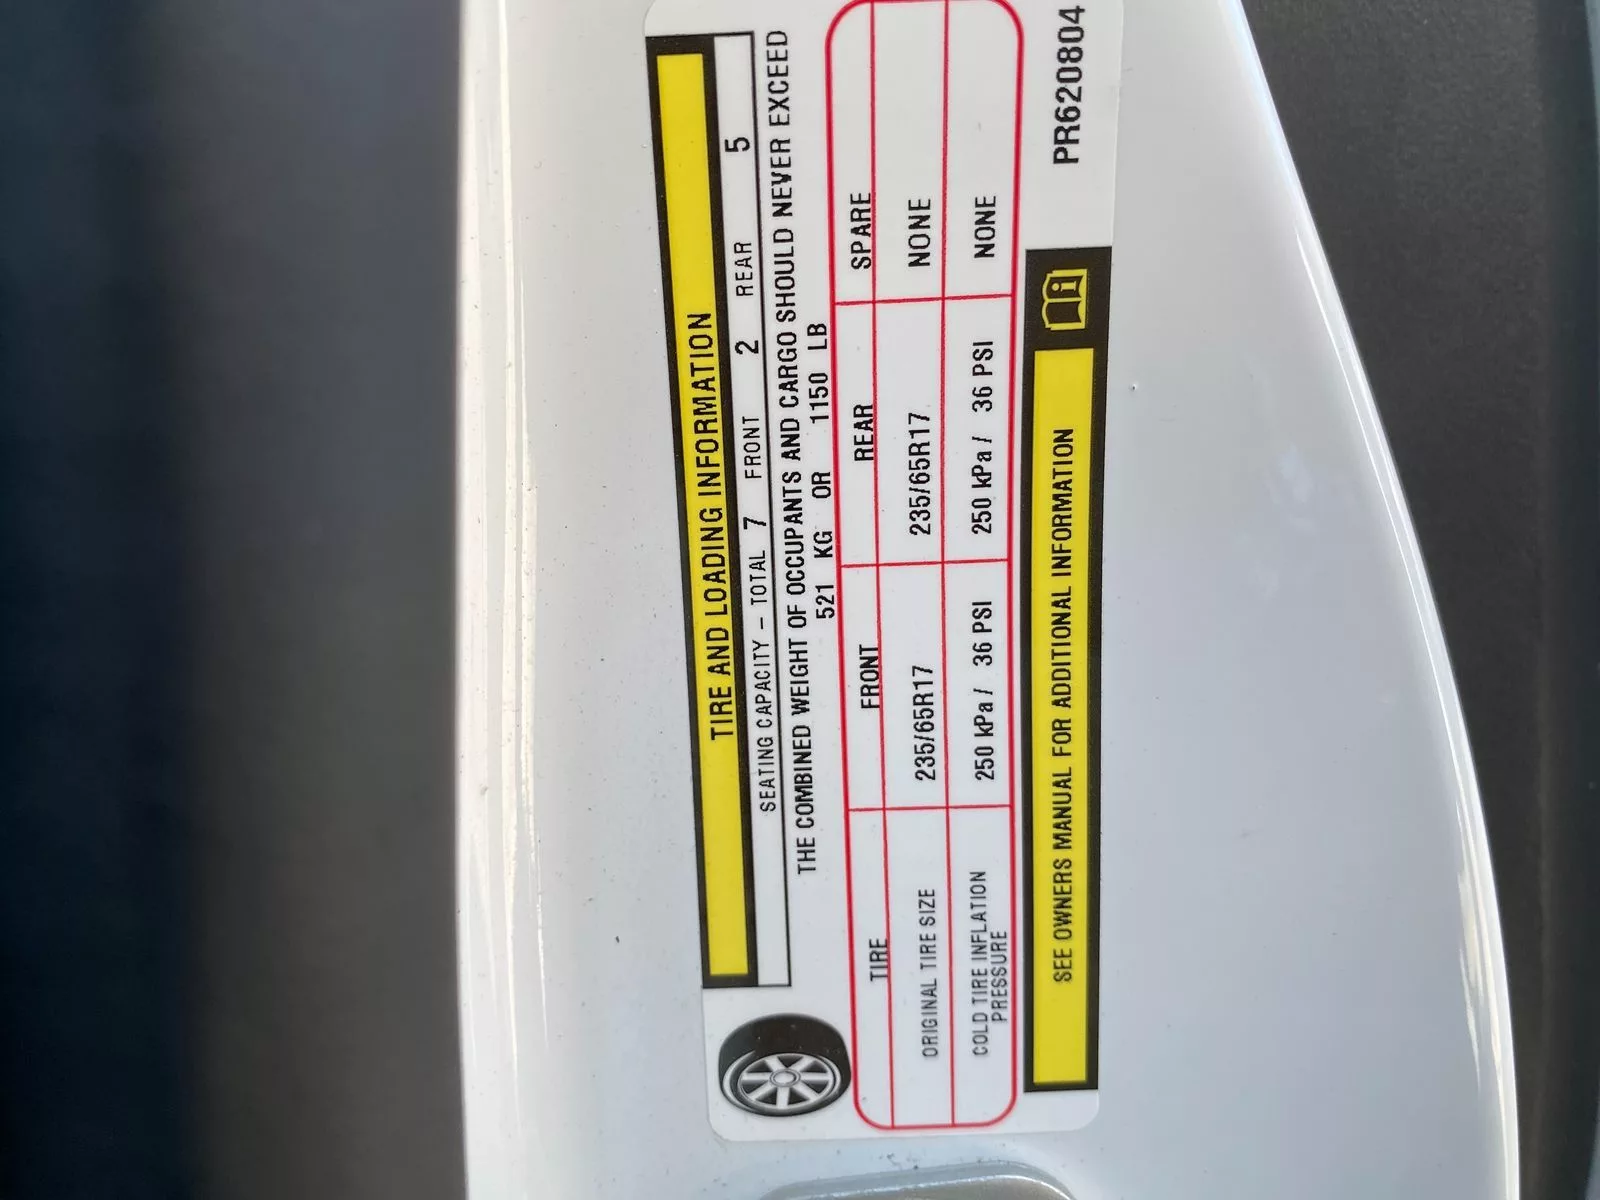 TIRE AND LOADING INFORMATION
SEATING CAPACITY - TOTAL 7 FRONT 2 REAR 5
THE COMBINED WEIGHT OF OCCUPANTS AND CARGO SHOULD NEVER EXCEED
521 KG OR 1150 LB
TIRE FRONT REAR SPARE
ORIGINAL TIRE SIZE 235/65R17 235/65R17 NONE
COLD TIRE INFLATION
PRESSURE 250 kPa / 36 PSI 250 kPa / 36 PSI NONE
SEE OWNERS MANUAL FOR ADDITIONAL INFORMATION
PR620804